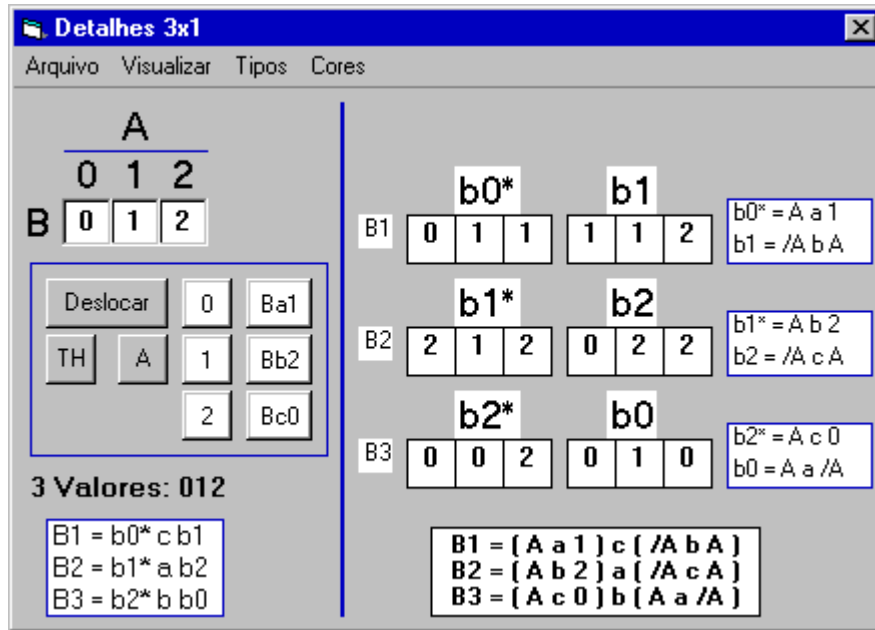 Detalhes 3x1
Arquivo Visualizar Tipos Cores
A
0 1 2
B 0 1 2
Deslocar 0 Ba1
TH A 1 Bb2
2 Bc0
3 Valores: 012
B1 = b0* c b1
B2 = b1* a b2
B3 = b2* b b0
b0* b1
B1 0 1 1 1 1 2
b0* = A a 1
b1 = /A b A
b1* b2
B2 2 1 2 0 2 2
b1* = A b 2
b2 = /A c A
b2* b0
B3 0 0 2 0 1 0
b2* = A c 0
b0 = A a /A
B1 = ( A a 1 ) c ( /A b A )
B2 = ( A b 2 ) a ( /A c A )
B3 = ( A c 0 ) b ( A a /A )